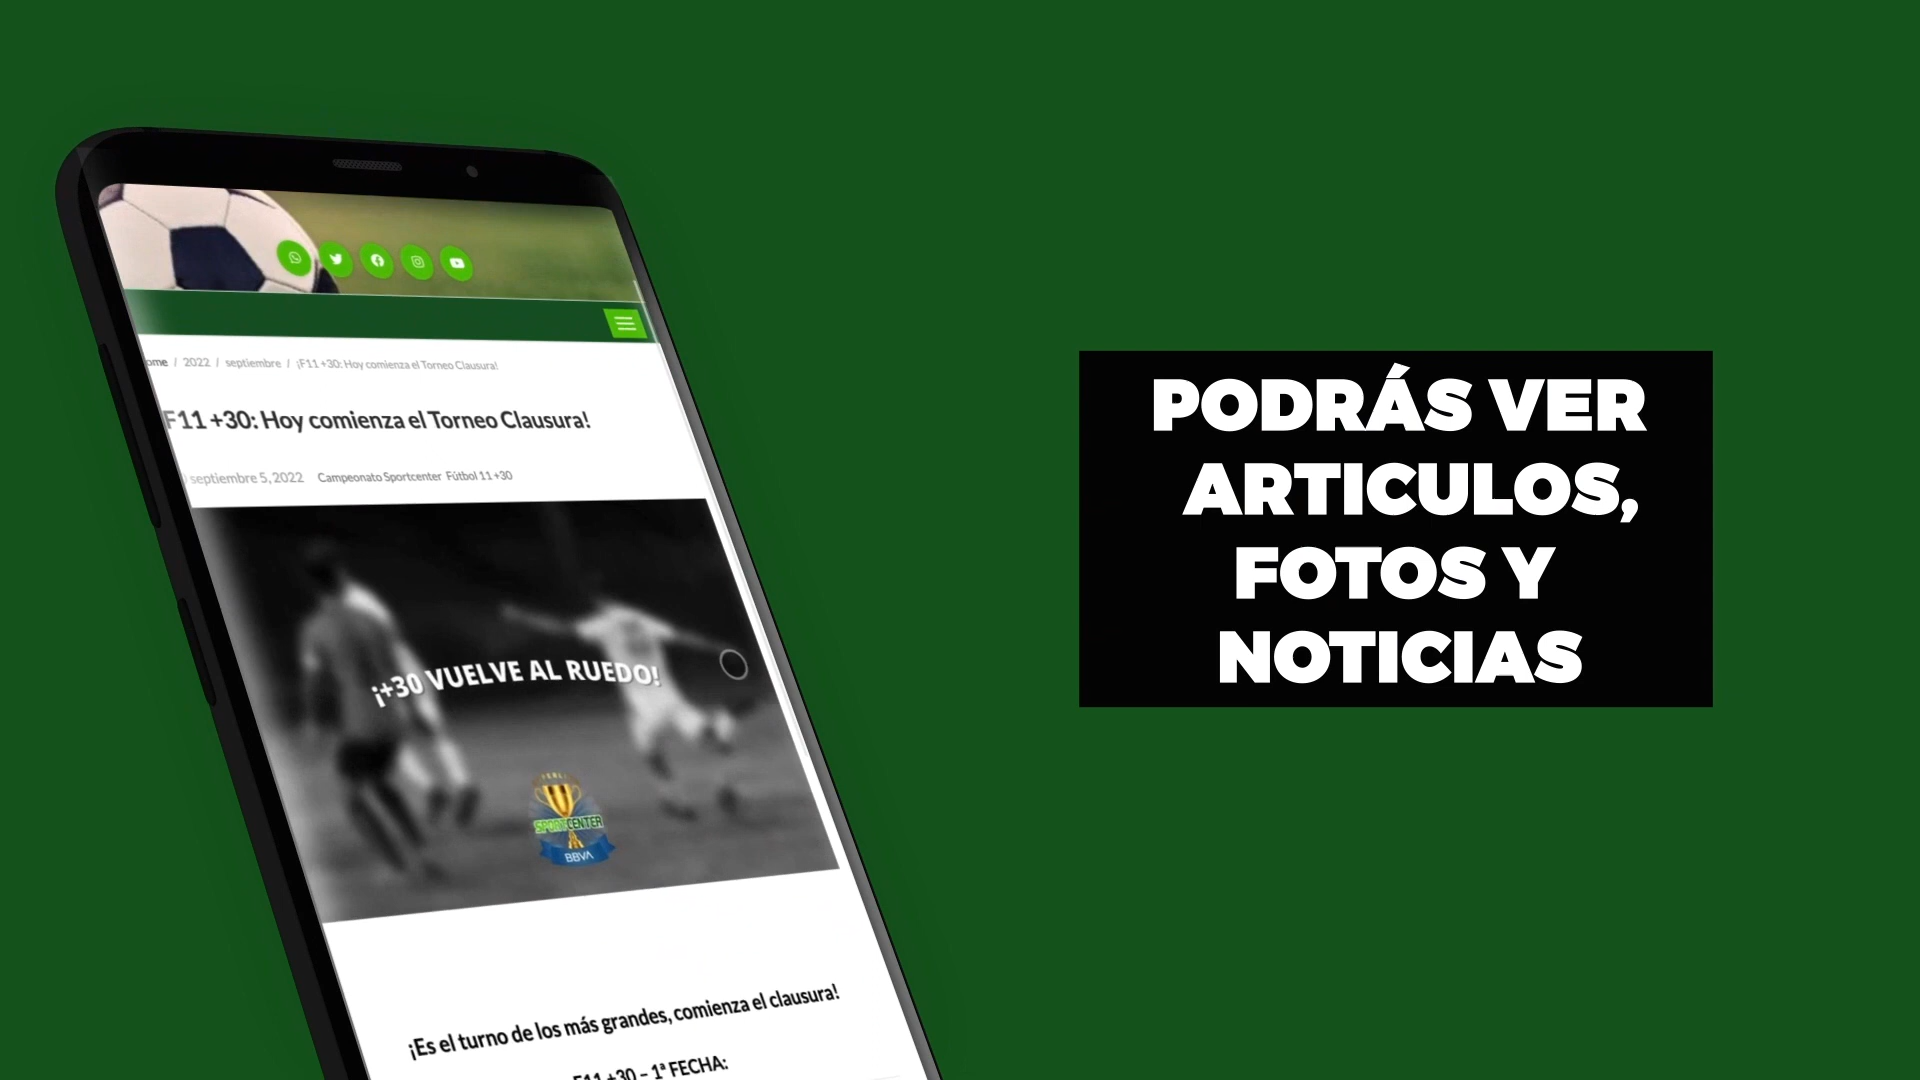 ome / 2022 / septiembre / ¡F11 +30: Hoy comienza el Torneo Clausura!
F11 +30: Hoy comienza el Torneo Clausura!
septiembre 5, 2022 Campeonato Sportcenter Fútbol 11 +30
¡+30 VUELVE AL RUEDO!
SPORTCENTER
BBVA
¡Es el turno de los más grandes, comienza el clausura!
F11 +30 – 1ª FECHA:
PODRÁS VER
ARTICULOS,
FOTOS Y
NOTICIAS